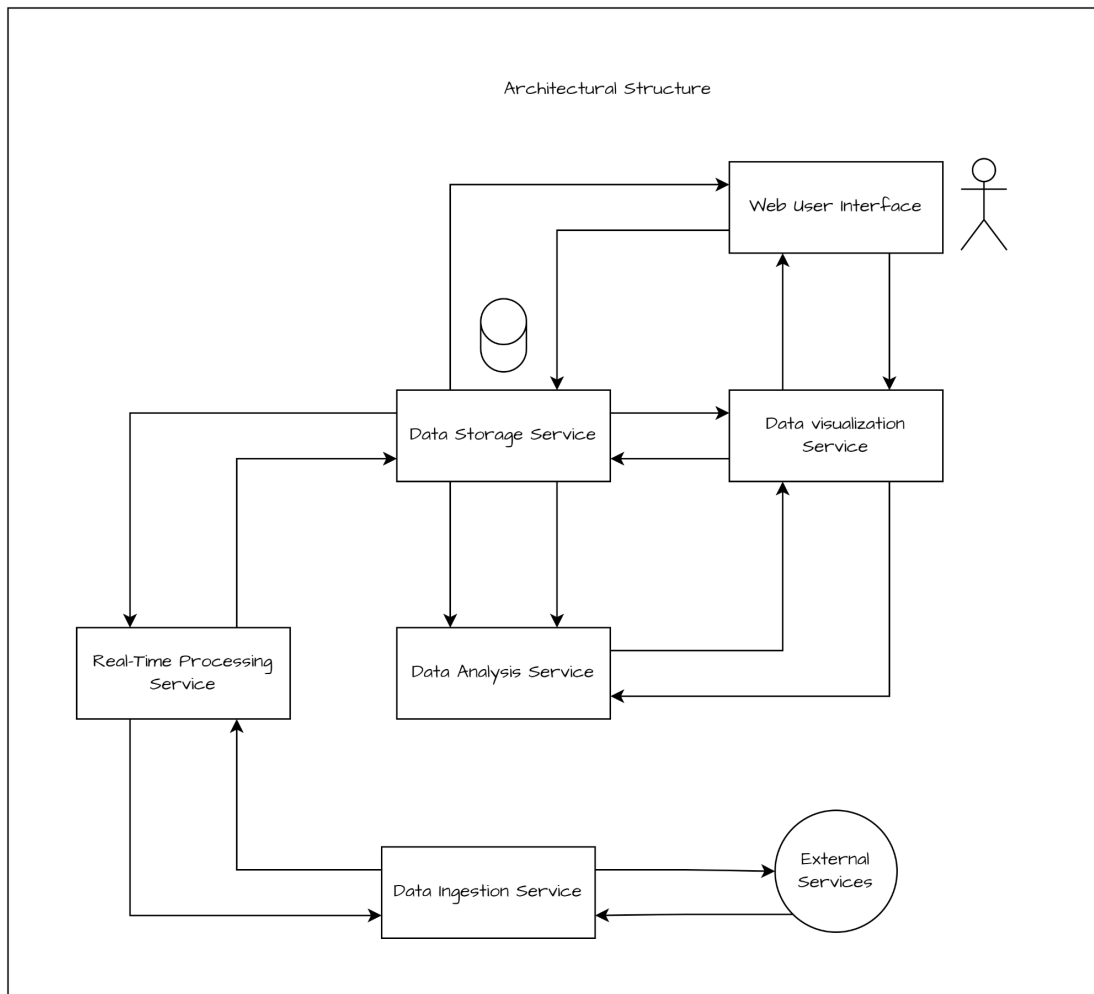 Architectural Structure
Web User Interface
Data Storage Service
Data visualization
Service
Real-Time Processing
Service
Data Analysis Service
Data Ingestion Service
External
Services